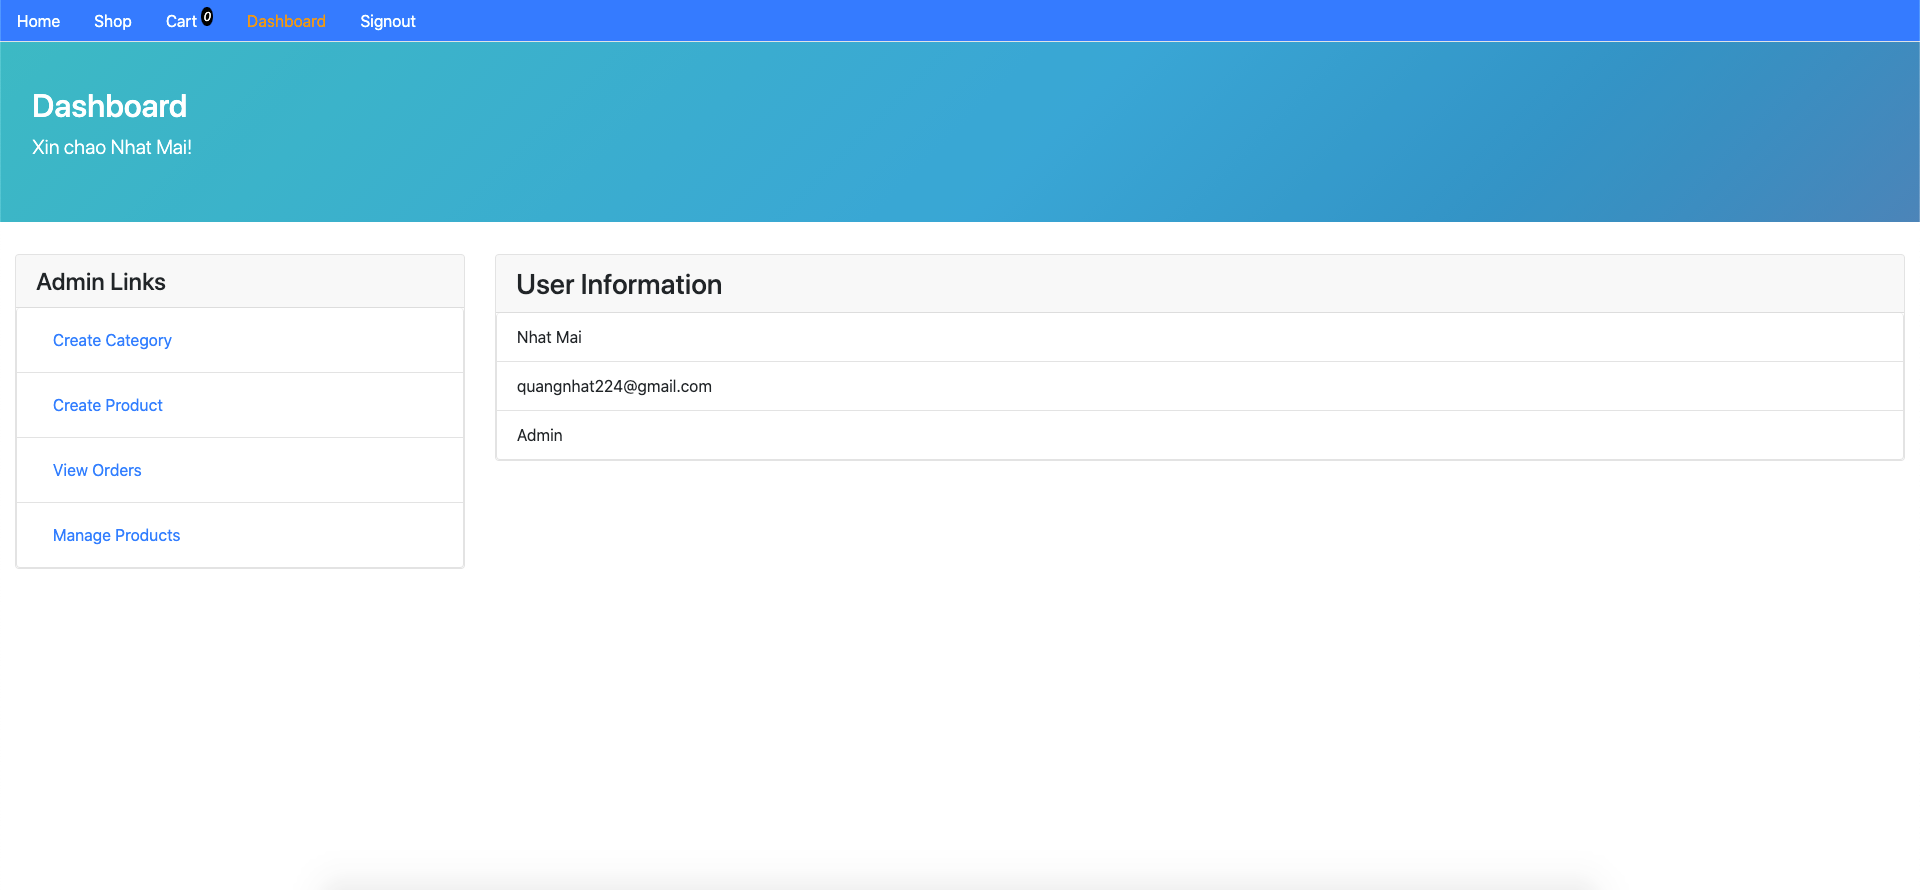 Home Shop Cart 0 Dashboard Signout
Dashboard
Xin chao Nhat Mai!
Admin Links
Create Category
Create Product
View Orders
Manage Products
User Information
Nhat Mai
quangnhat224@gmail.com
Admin